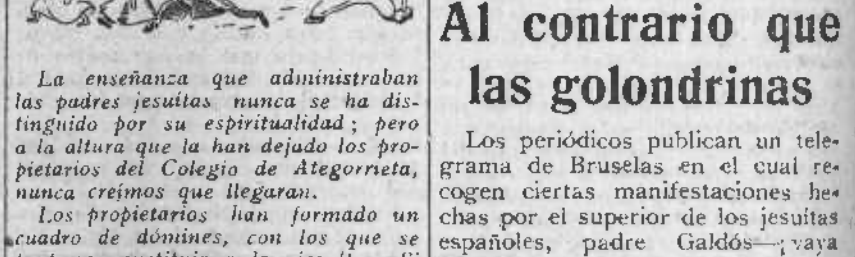 La enseñanza que administraban
las padres jesuítas nunca se ha dis-
tinguido por su espiritualidad; pero
a la altura que la han dejado los pro-
pietarios del Colegio de Ategorrieta,
nunca creímos que llegaran.
Los propietarios han formado un
cuadro de dómines, con los que se
Al contrario que
las golondrinas
Los periódicos publican un tele-
grama de Bruselas en el cual re-
cogen ciertas manifestaciones he-
chas por el superior de los jesuítas
españoles, padre Galdós—¡vaya